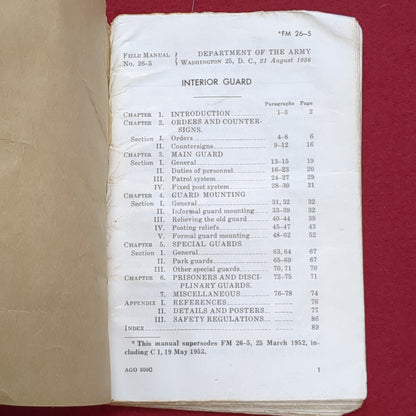 *FM 26–5
FIELD MANUAL DEPARTMENT OF THE ARMY
No. 26–5 WASHINGTON 25, D. C., 21 August 1956
INTERIOR GUARD
Paragraphs Page
CHAPTER 1. INTRODUCTION 1–3 2
CHAPTER 2. ORDERS AND COUNTER-
SIGNS.
Section I. Orders 4–8 6
II. Countersigns 9–12 16
CHAPTER 3. MAIN GUARD
Section I. General 13–15 19
II. Duties of personnel 16–23 20
III. Patrol system 24–27 29
IV. Fixed post system 28–30 31
CHAPTER 4. GUARD MOUNTING
Section I. General 31, 32 32
II. Informal guard mounting 33–39 32
III. Relieving the old guard 40–44 39
IV. Posting reliefs 45–47 43
V. Formal guard mounting 48–62 52
CHAPTER 5. SPECIAL GUARDS
Section I. General 63, 64 67
II. Park guards 65–69 67
III. Other special guards 70, 71 70
CHAPTER 6. PRISONERS AND DISCI-
PLINARY GUARDS. 72–75 71
7. MISCELLANEOUS 76–78 74
APPENDIX I. REFERENCES 76
II. DETAILS AND POSTERS 77
III. SAFETY REGULATIONS 86
INDEX 89
* This manual supersedes FM 26–5, 25 March 1952, in-
cluding C 1, 19 May 1952.
AGO 460C 1